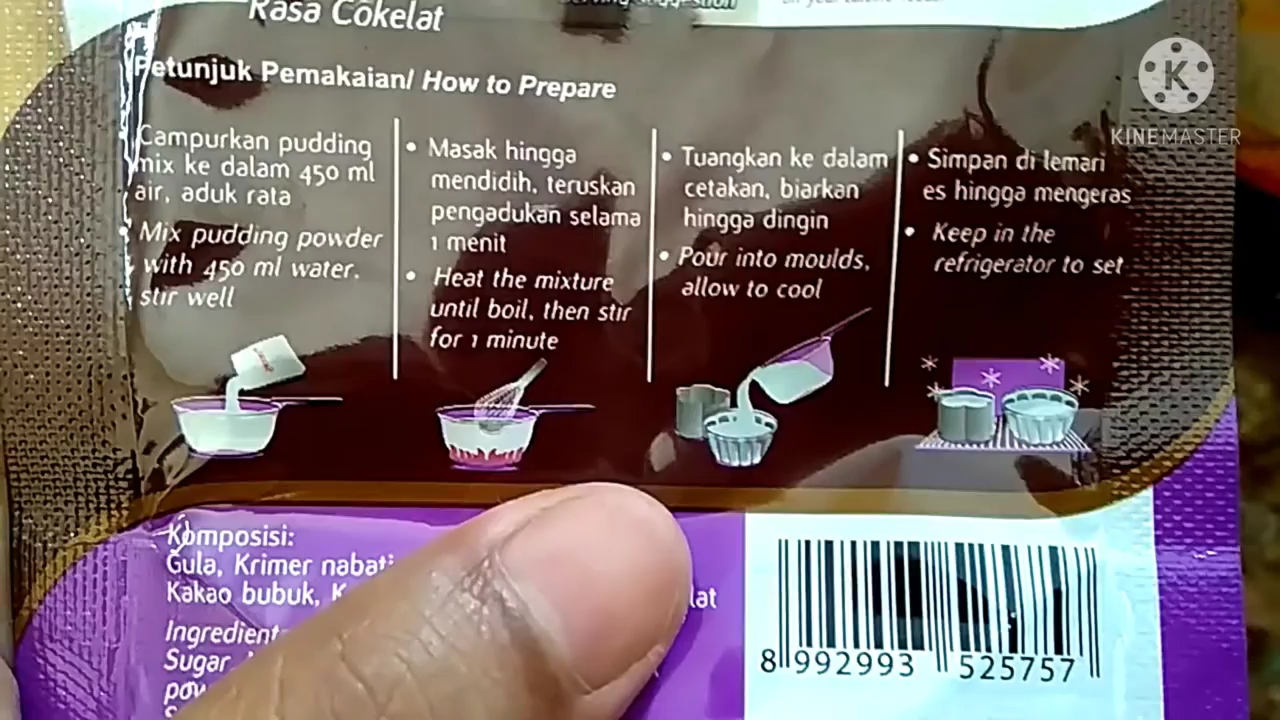 Rasa Cokelat
Petunjuk Pemakaian/ How to Prepare
Campurkan pudding
mix ke dalam 450 ml
air, aduk rata
• Mix pudding powder
with 450 ml water,
stir well
• Masak hingga
mendidih, teruskan
pengadukan selama
1 menit
• Heat the mixture
until boil, then stir
for 1 minute
• Tuangkan ke dalam
cetakan, biarkan
hingga dingin
• Pour into moulds,
allow to cool
• Simpan di lemari
es hingga mengeras
• Keep in the
refrigerator to set
K
KINEMASTER
Komposisi:
Gula, Krimer nabati
Kakao bubuk,
Sugar
8 992993 525757